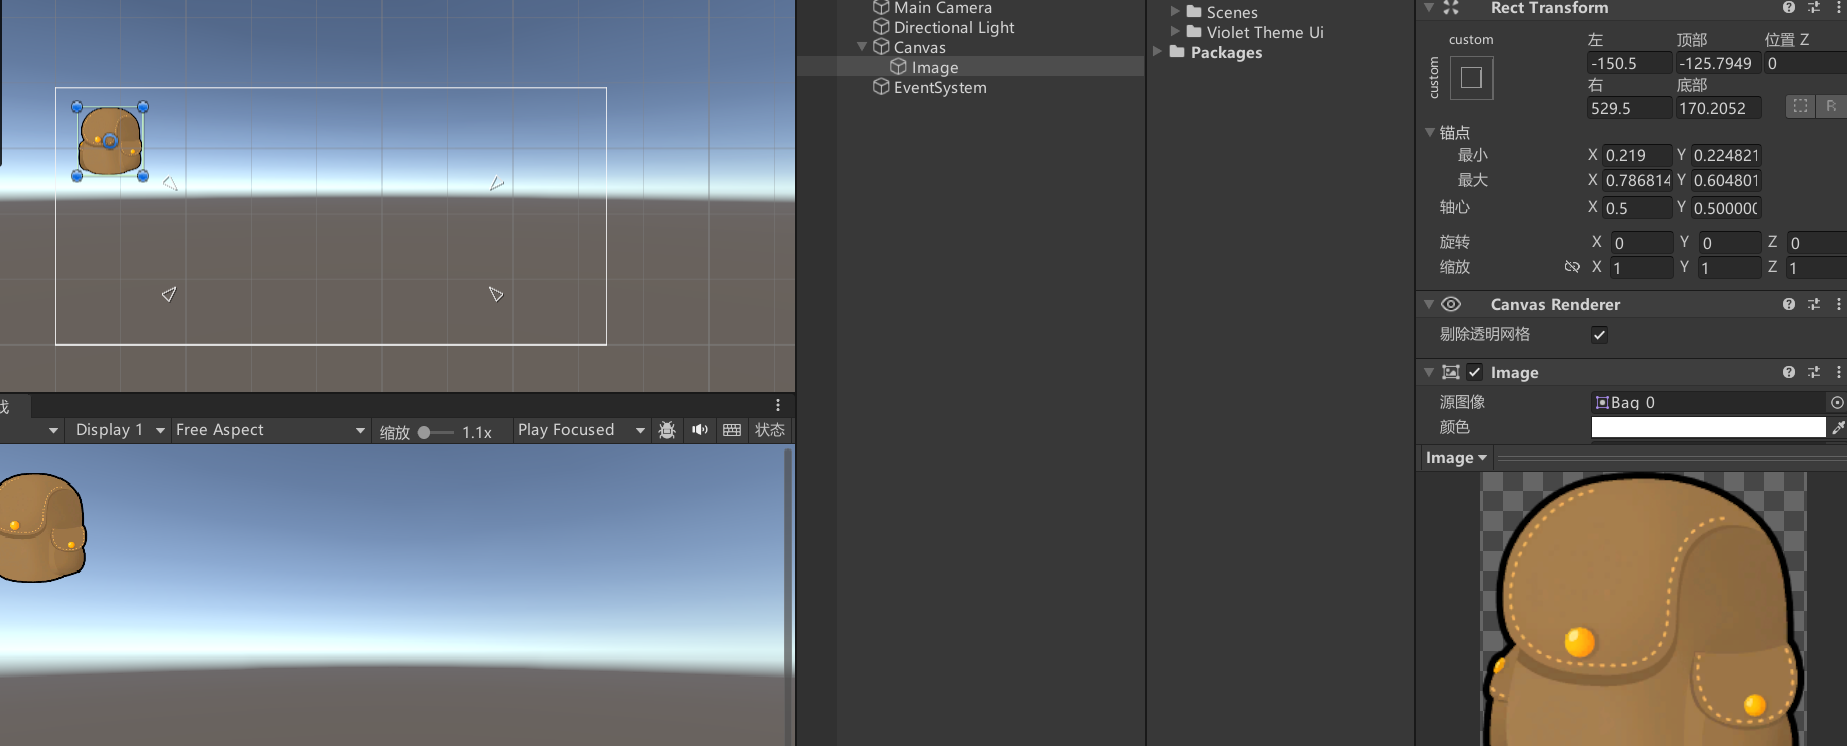 Main Camera
Directional Light
Canvas
Image
EventSystem
Scenes
Violet Theme Ui
Packages
Rect Transform
custom
custom
左 顶部 位置 Z
-150.5 -125.7949 0
右 底部
529.5 170.2052
R
锚点
最小 X 0.219 Y 0.224821
最大 X 0.786814 Y 0.604801
轴心 X 0.5 Y 0.500000
旋转 X 0 Y 0 Z 0
缩放 X 1 Y 1 Z 1
Canvas Renderer
剔除透明网格
Image
源图像 Bag_0
颜色
Image
Display 1 Free Aspect 缩放 1.1x Play Focused 状态